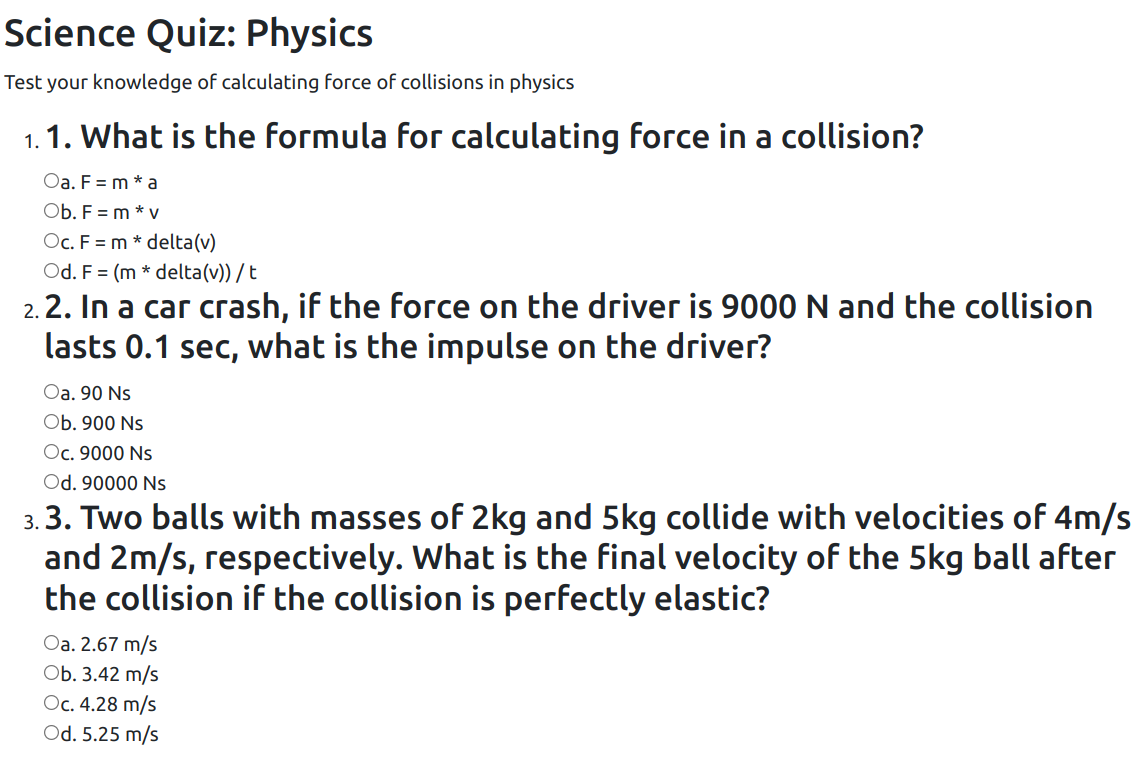 Science Quiz: Physics
Test your knowledge of calculating force of collisions in physics
1. 1. What is the formula for calculating force in a collision?
a. F = m * a
b. F = m * v
c. F = m * delta(v)
d. F = (m * delta(v)) / t
2. 2. In a car crash, if the force on the driver is 9000 N and the collision
lasts 0.1 sec, what is the impulse on the driver?
a. 90 Ns
b. 900 Ns
c. 9000 Ns
d. 90000 Ns
3. 3. Two balls with masses of 2kg and 5kg collide with velocities of 4m/s
and 2m/s, respectively. What is the final velocity of the 5kg ball after
the collision if the collision is perfectly elastic?
a. 2.67 m/s
b. 3.42 m/s
c. 4.28 m/s
d. 5.25 m/s